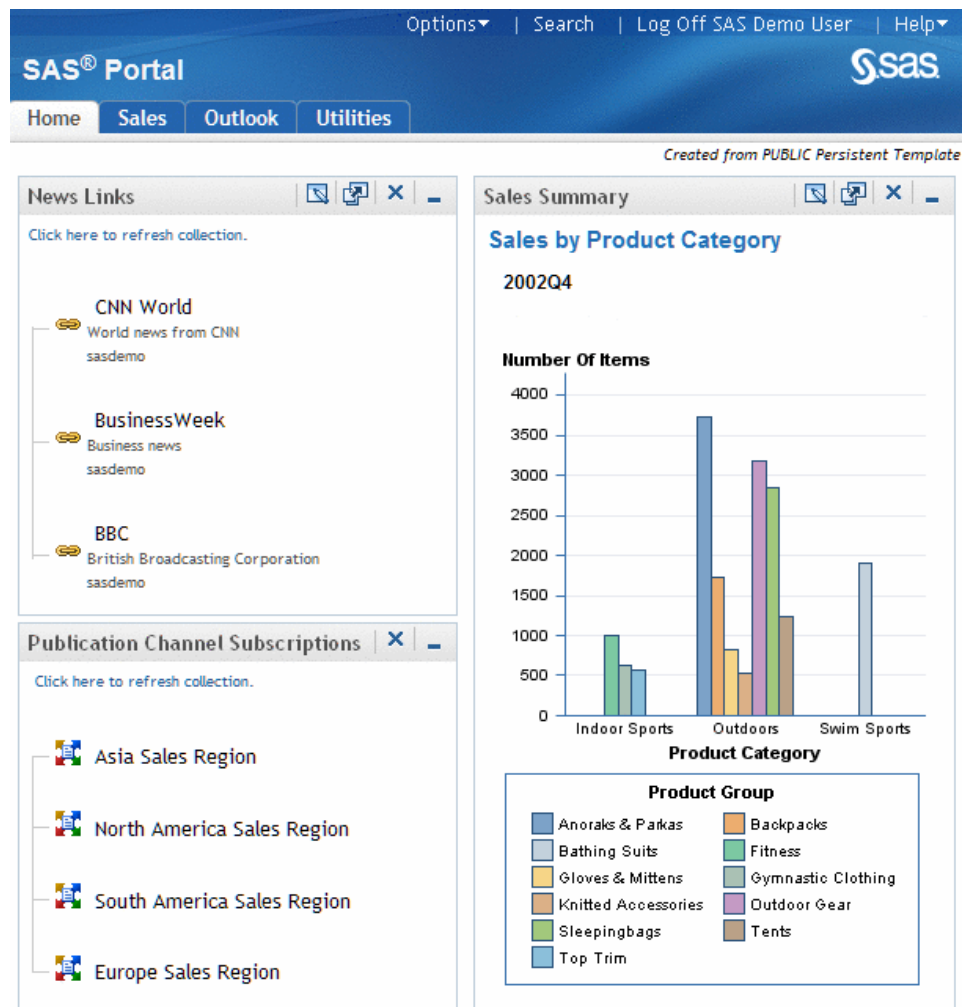 Options | Search | Log Off SAS Demo User | Help
SAS® Portal
sas
Home Sales Outlook Utilities
Created from PUBLIC Persistent Template
News Links
Click here to refresh collection.
CNN World
World news from CNN
sasdemo
BusinessWeek
Business news
sasdemo
BBC
British Broadcasting Corporation
sasdemo
Publication Channel Subscriptions
Click here to refresh collection.
Asia Sales Region
North America Sales Region
South America Sales Region
Europe Sales Region
Sales Summary
Sales by Product Category
2002Q4
Number Of Items
4000
3500
3000
2500
2000
1500
1000
500
0
Indoor Sports Outdoors Swim Sports
Product Category
Product Group
Anoraks & Parkas Backpacks
Bathing Suits Fitness
Gloves & Mittens Gymnastic Clothing
Knitted Accessories Outdoor Gear
Sleepingbags Tents
Top Trim